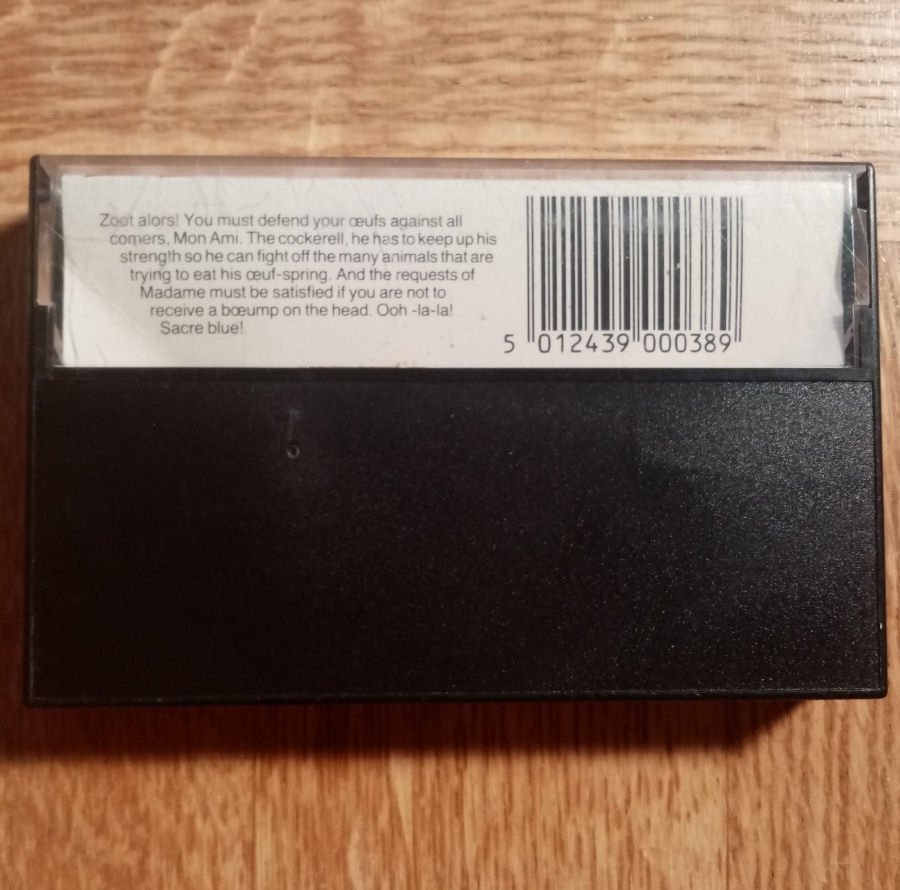 Zoot alors! You must defend your œufs against all
comers, Mon Ami. The cockerell, he has to keep up his
strength so he can fight off the many animals that are
trying to eat his œuf-spring. And the requests of
Madame must be satisfied if you are not to
receive a bœump on the head. Ooh -la-la!
Sacre blue!
5 012439 000389